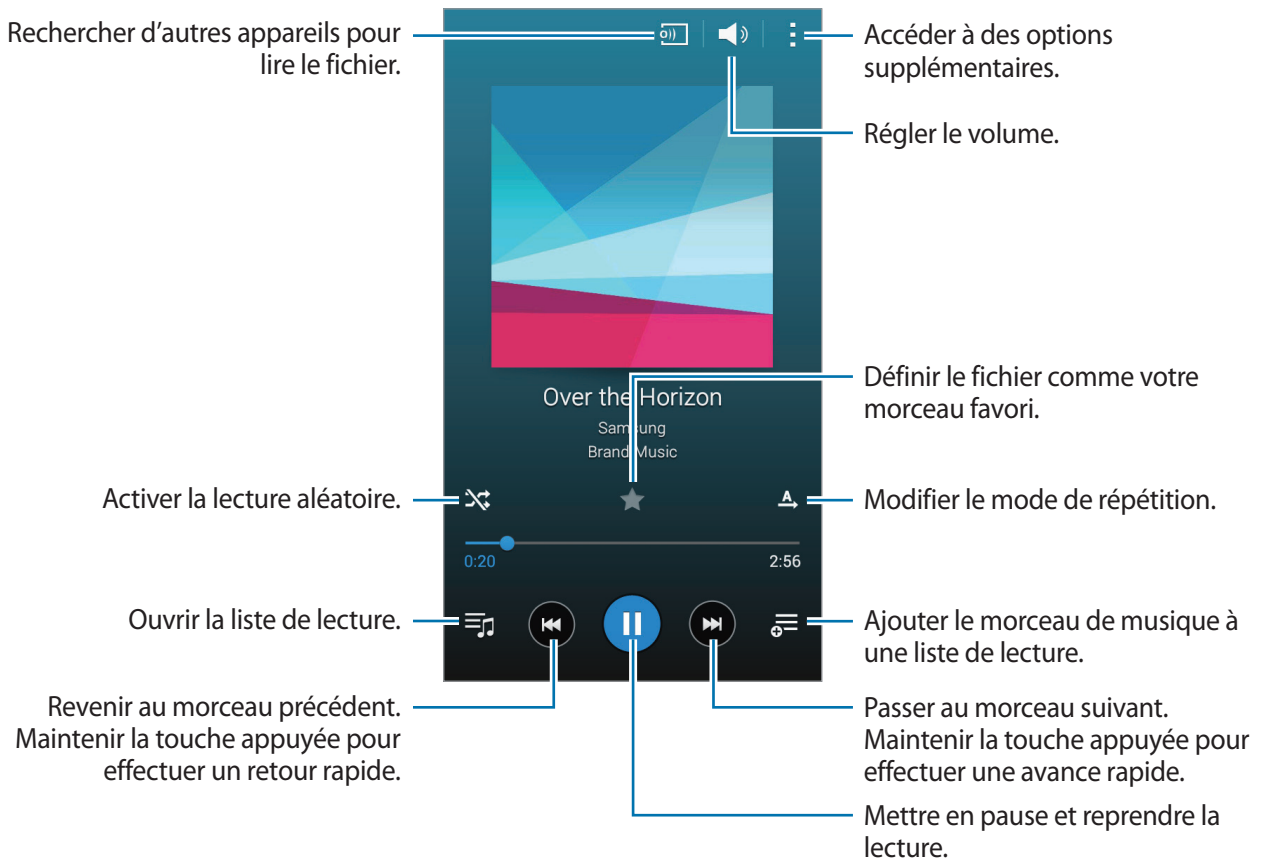 Rechercher d’autres appareils pour
lire le fichier.
Accéder à des options
supplémentaires.
Régler le volume.
Définir le fichier comme votre
morceau favori.
Over the Horizon
Samsung
Brand Music
Activer la lecture aléatoire.
A
Modifier le mode de répétition.
0:20
2:56
Ouvrir la liste de lecture.
Ajouter le morceau de musique à
une liste de lecture.
Revenir au morceau précédent.
Maintenir la touche appuyée pour
effectuer un retour rapide.
Passer au morceau suivant.
Maintenir la touche appuyée pour
effectuer une avance rapide.
Mettre en pause et reprendre la
lecture.